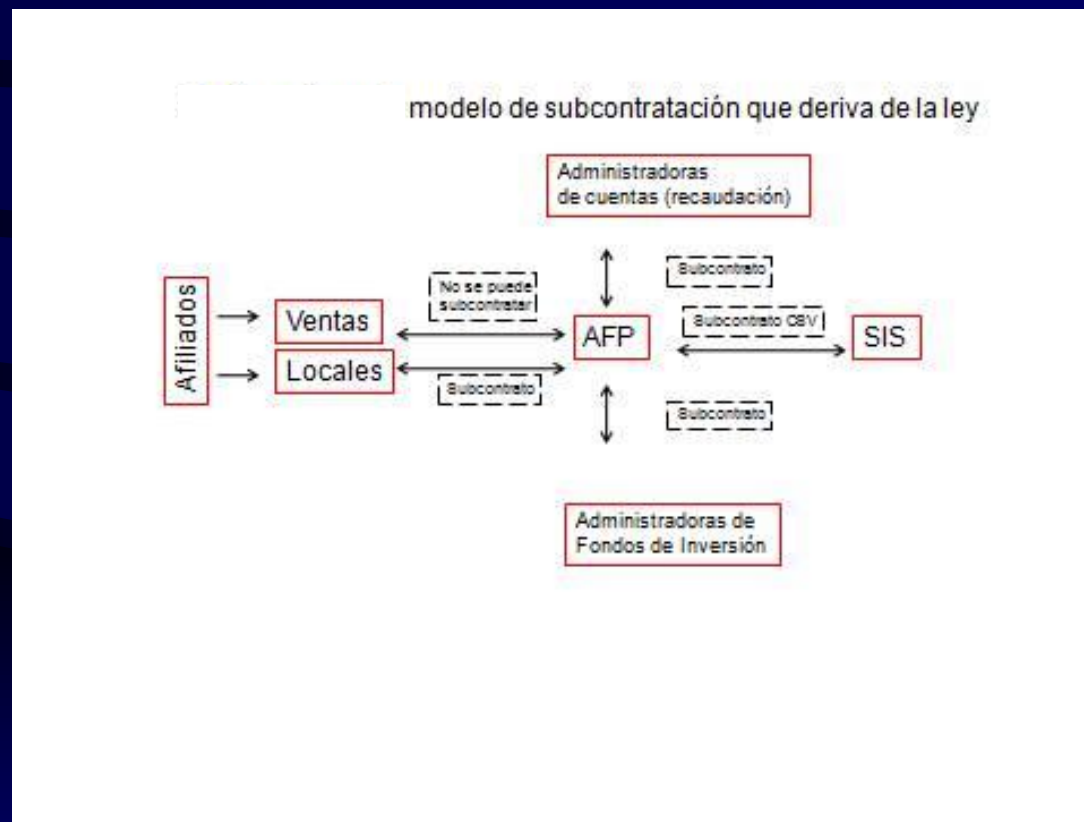 modelo de subcontratación que deriva de la ley
Administradoras
de cuentas (recaudación)
Subcontrato
No se puede
subcontratar
Subcontrato CSV
Afiliados
Ventas
AFP
SIS
Locales
Subcontrato
Subcontrato
Administradoras de
Fondos de Inversión